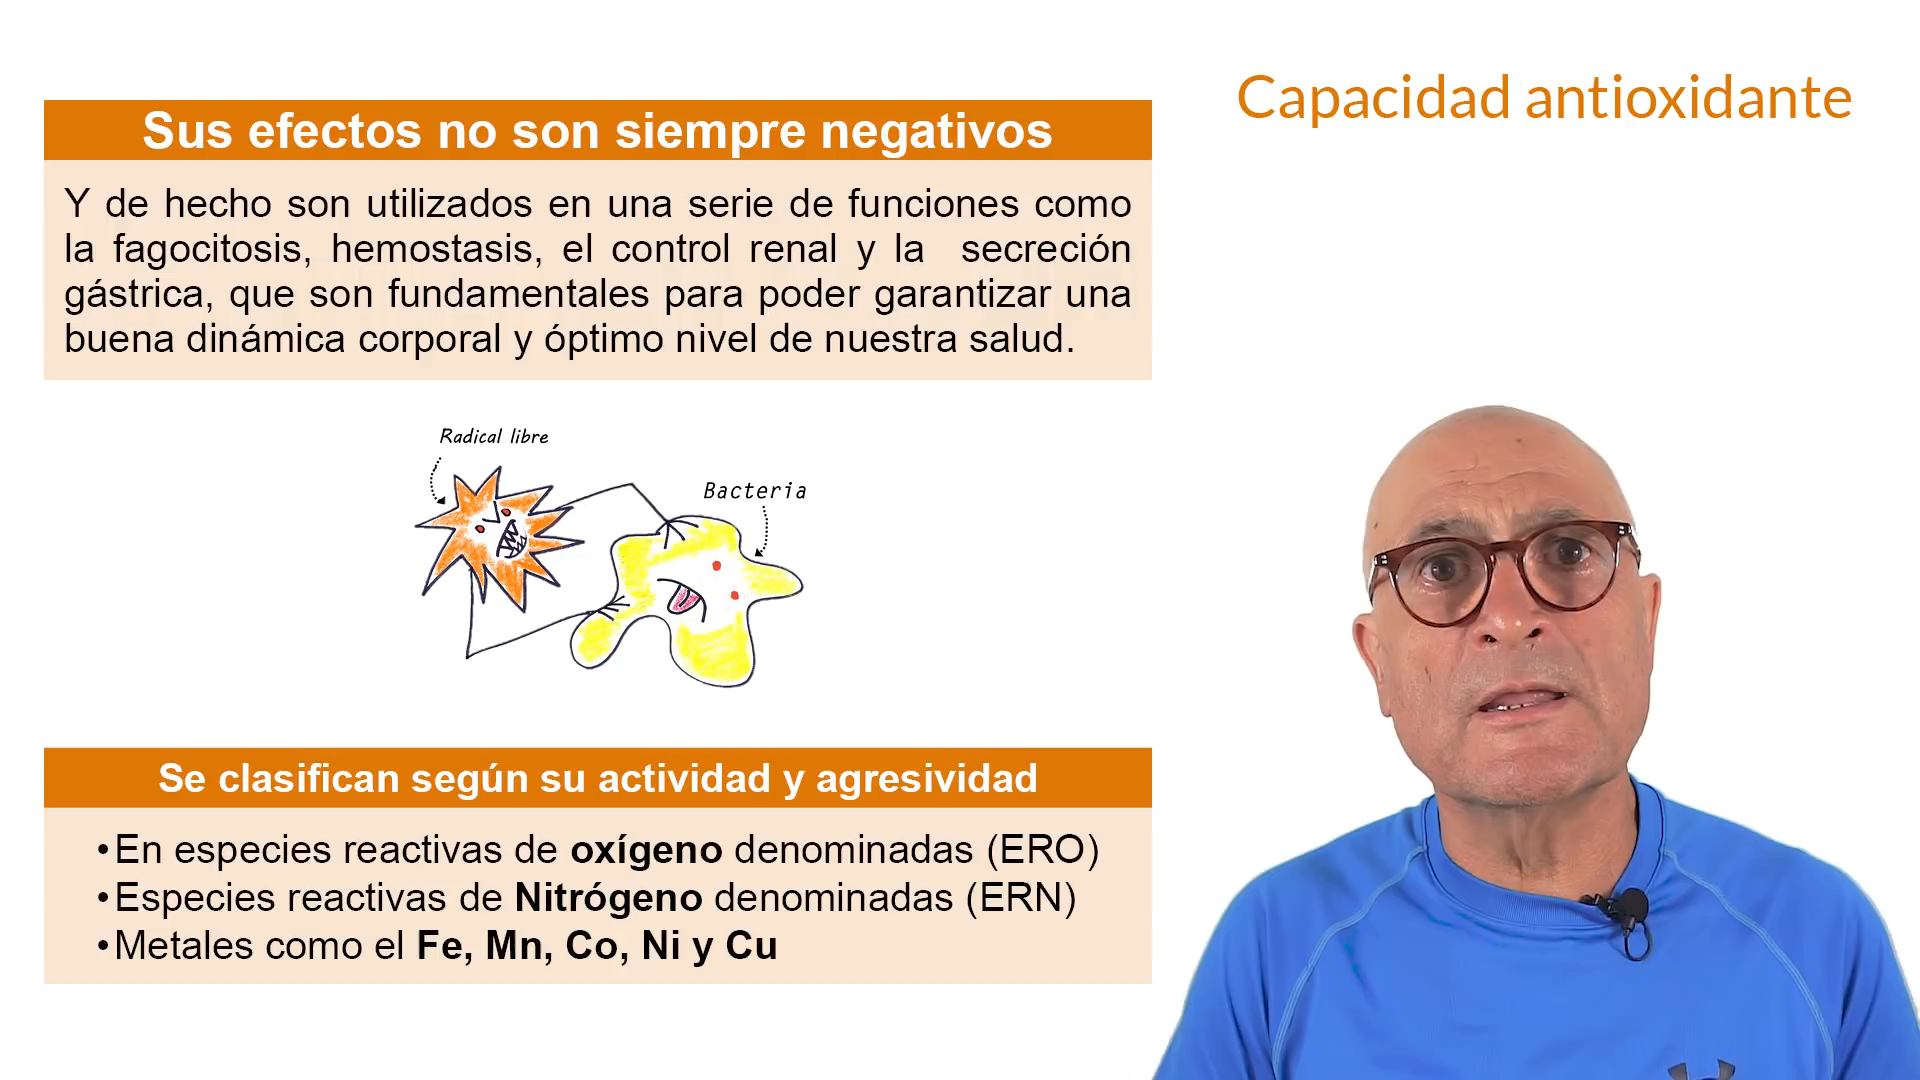 Capacidad antioxidante
Sus efectos no son siempre negativos
Y de hecho son utilizados en una serie de funciones como
la fagocitosis, hemostasis, el control renal y la secreción
gástrica, que son fundamentales para poder garantizar una
buena dinámica corporal y óptimo nivel de nuestra salud.
Radical libre
Bacteria
Se clasifican según su actividad y agresividad
•En especies reactivas de oxígeno denominadas (ERO)
•Especies reactivas de Nitrógeno denominadas (ERN)
•Metales como el Fe, Mn, Co, Ni y Cu